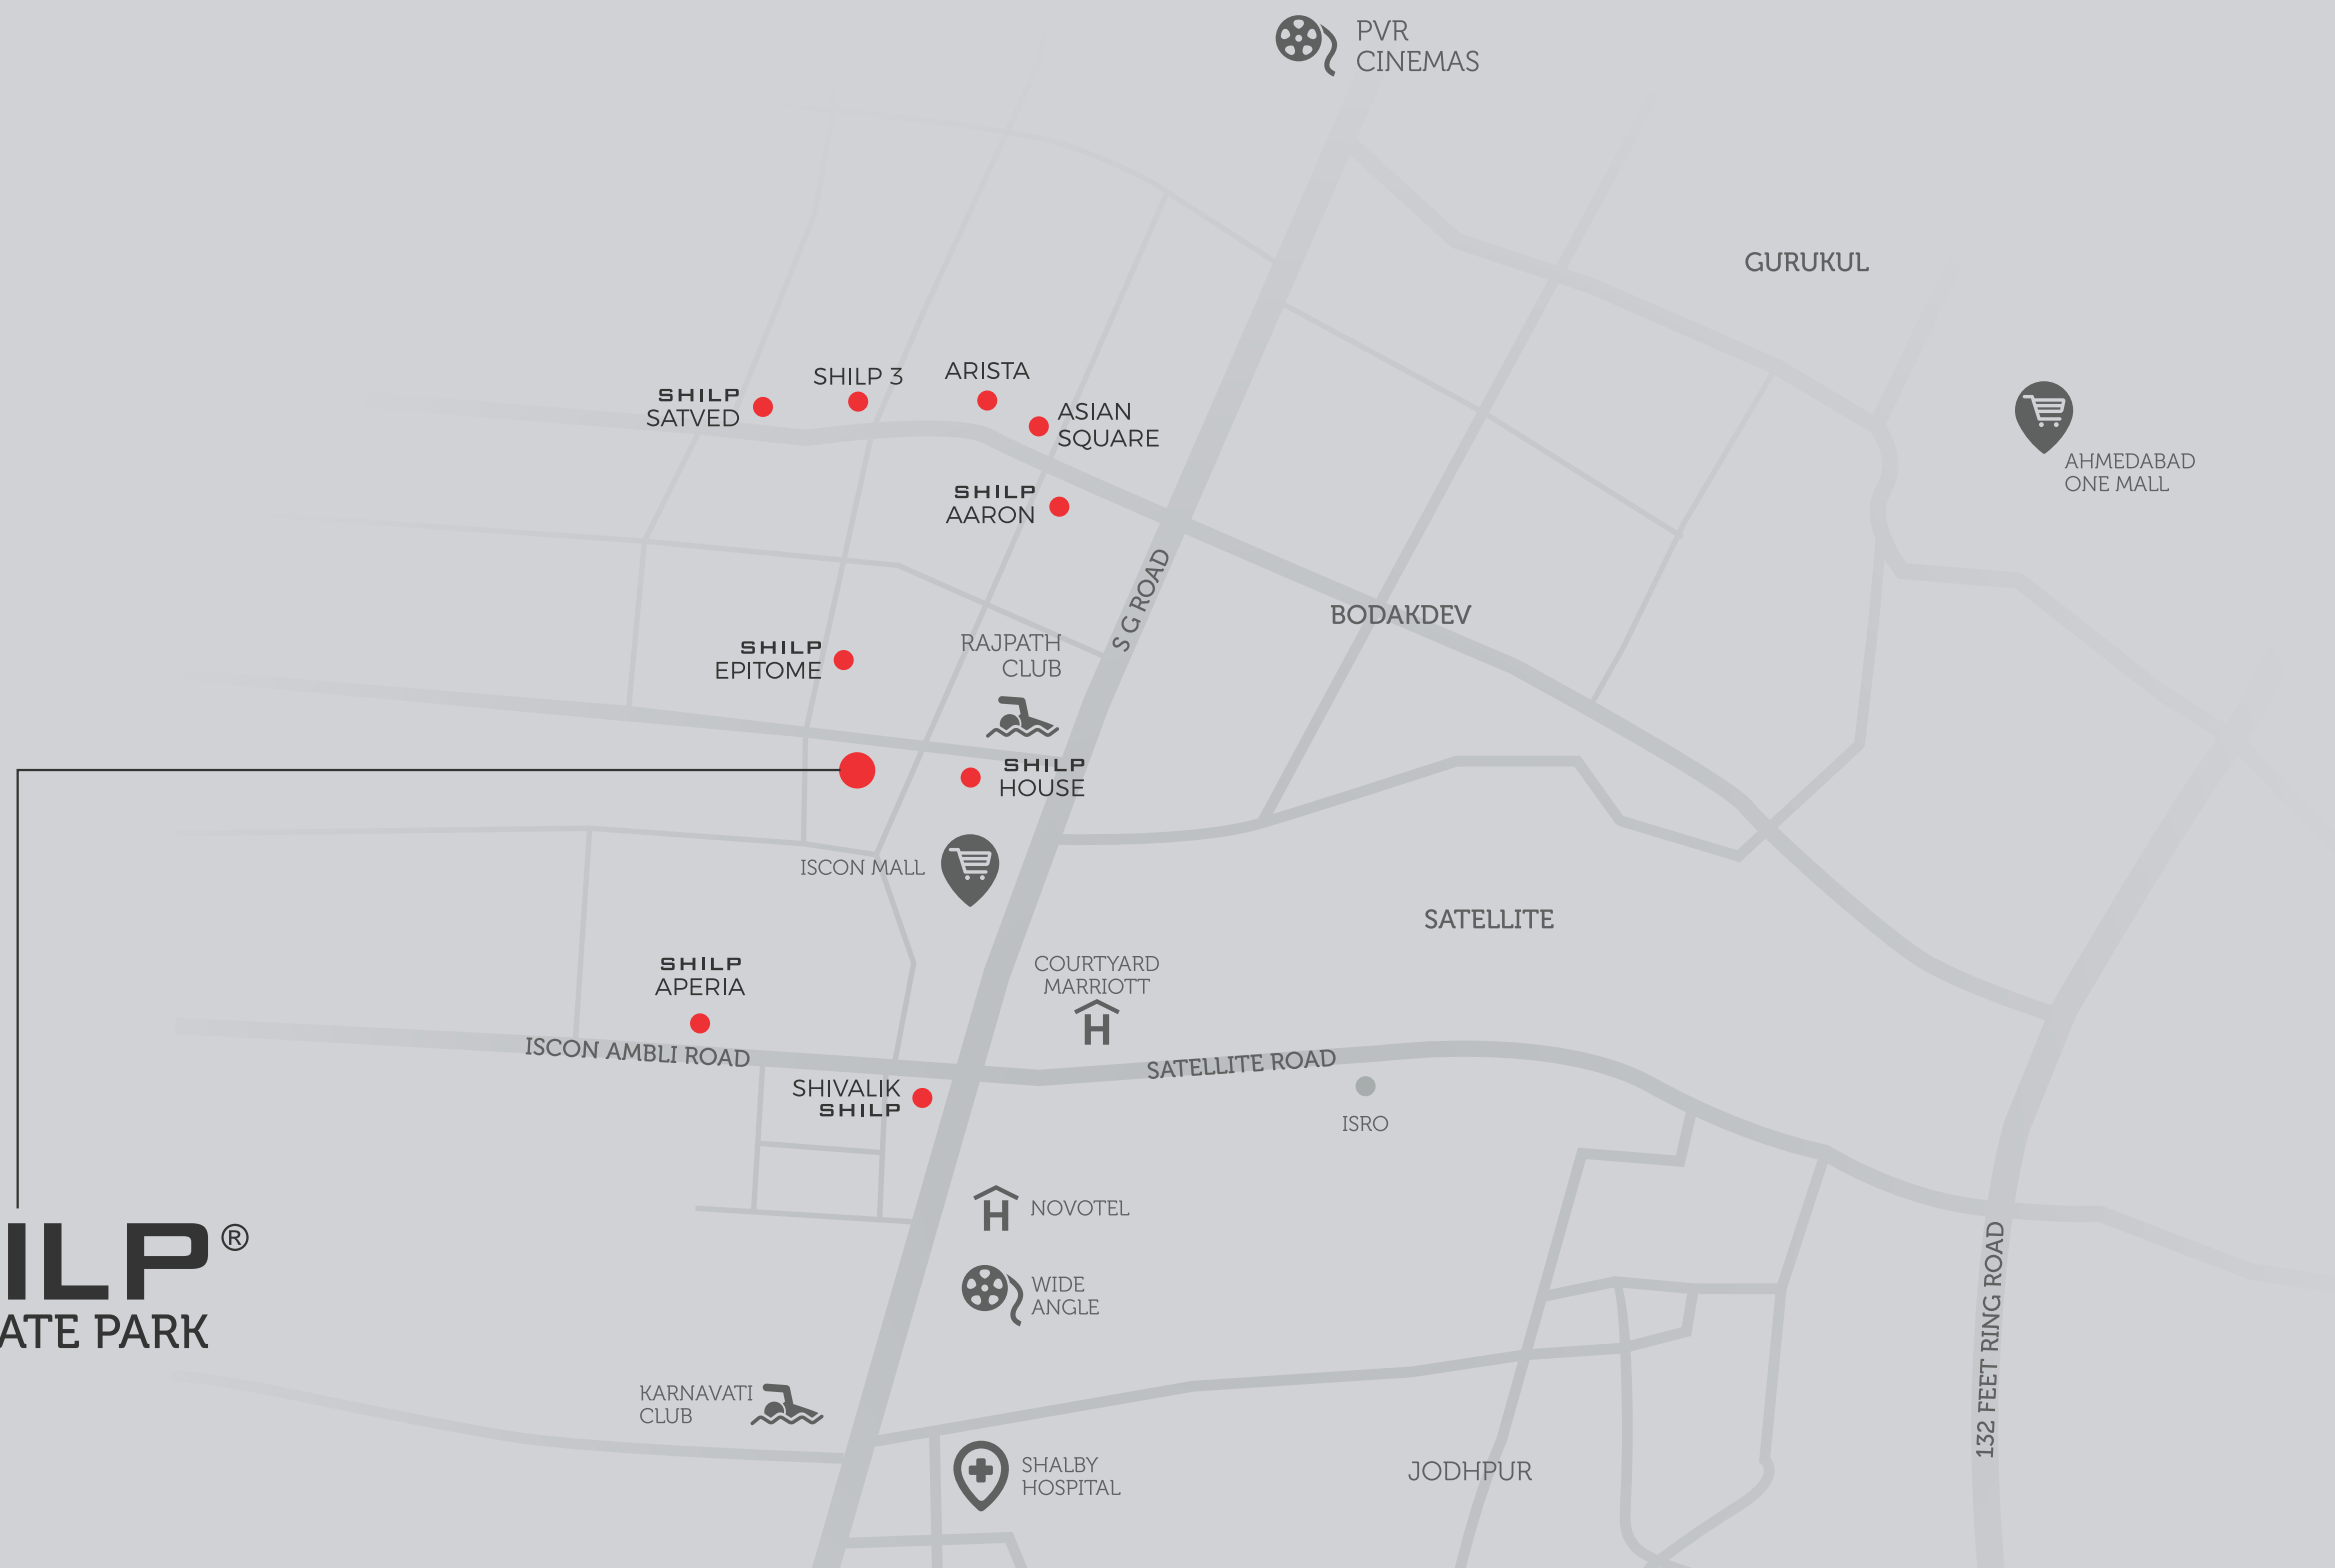 PVR
CINEMAS
GURUKUL
SHILP
SATVED
SHILP 3
ARISTA
ASIAN
SQUARE
AHMEDABAD
ONE MALL
SHILP
AARON
S G ROAD
BODAKDEV
RAJPATH
CLUB
SHILP
EPITOME
SHILP
HOUSE
ISCON MALL
SATELLITE
SHILP
APERIA
COURTYARD
MARRIOTT
H
ISCON AMBLI ROAD
SATELLITE ROAD
SHIVALIK
SHILP
ISRO
H
NOVOTEL
ILP®
ATE PARK
WIDE
ANGLE
132 FEET RING ROAD
KARNAVATI
CLUB
SHALBY
HOSPITAL
JODHPUR